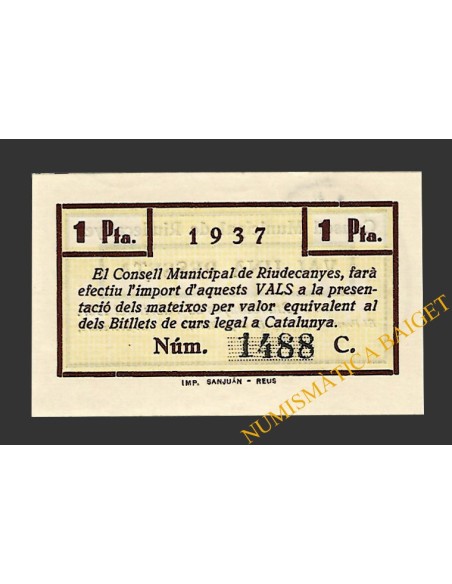 1 Pta. 1937 1 Pta.
El Consell Municipal de Riudecanyes, farà
efectiu l'import d'aquests VALS a la presen-
tació dels mateixos per valor equivalent al
dels Bitllets de curs legal a Catalunya.
Núm. 1488 C.
IMP. SANJUÁN - REUS
NUMISMÀTICA BAIGET